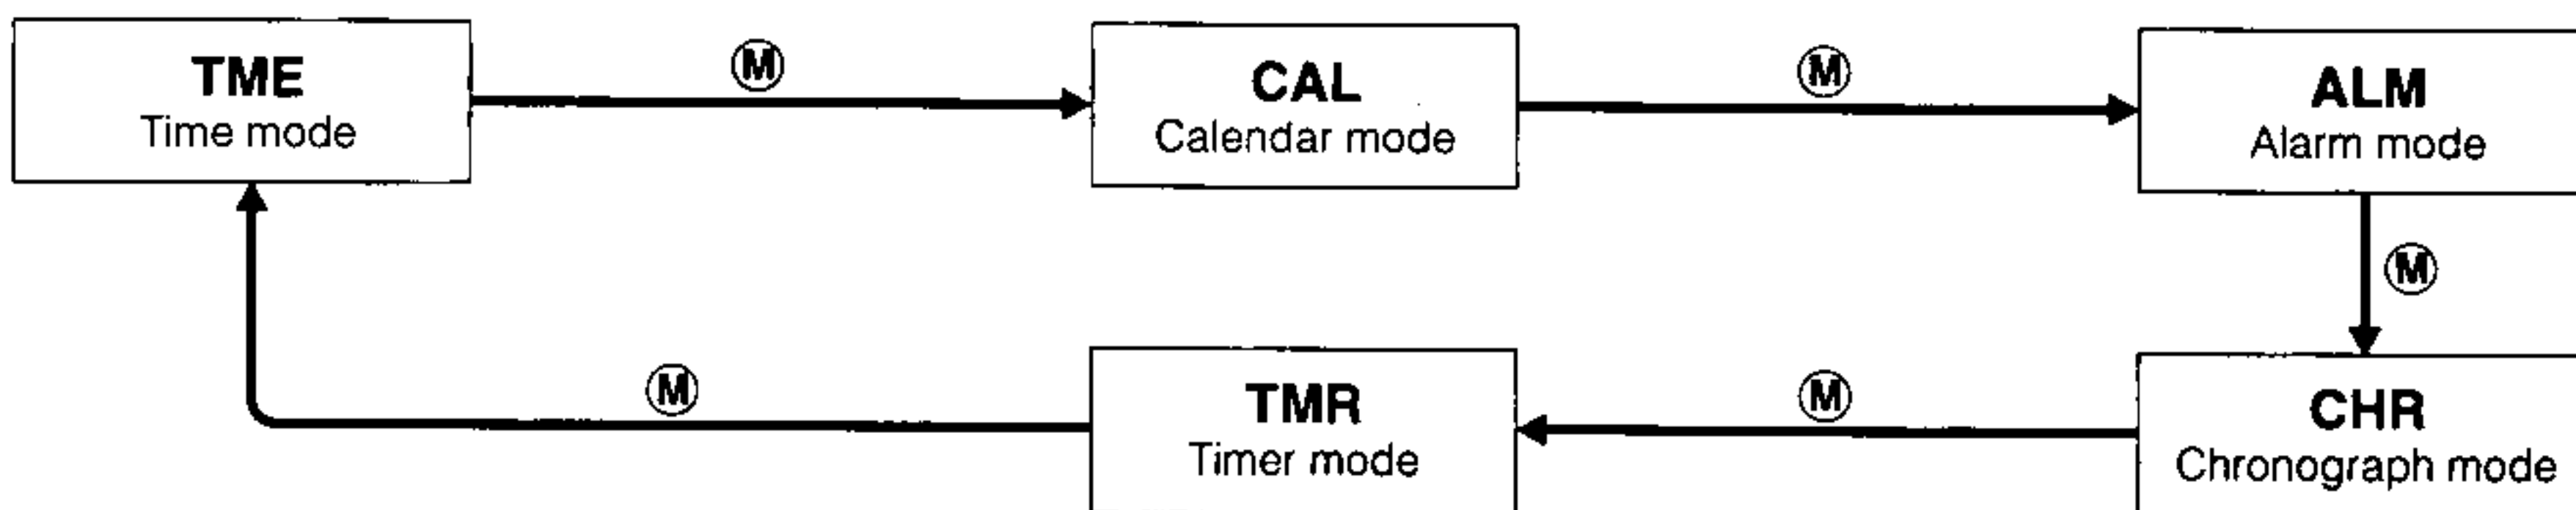 TME
Time mode
Ⓜ
CAL
Calendar mode
Ⓜ
ALM
Alarm mode
Ⓜ
CHR
Chronograph mode
Ⓜ
TMR
Timer mode
Ⓜ